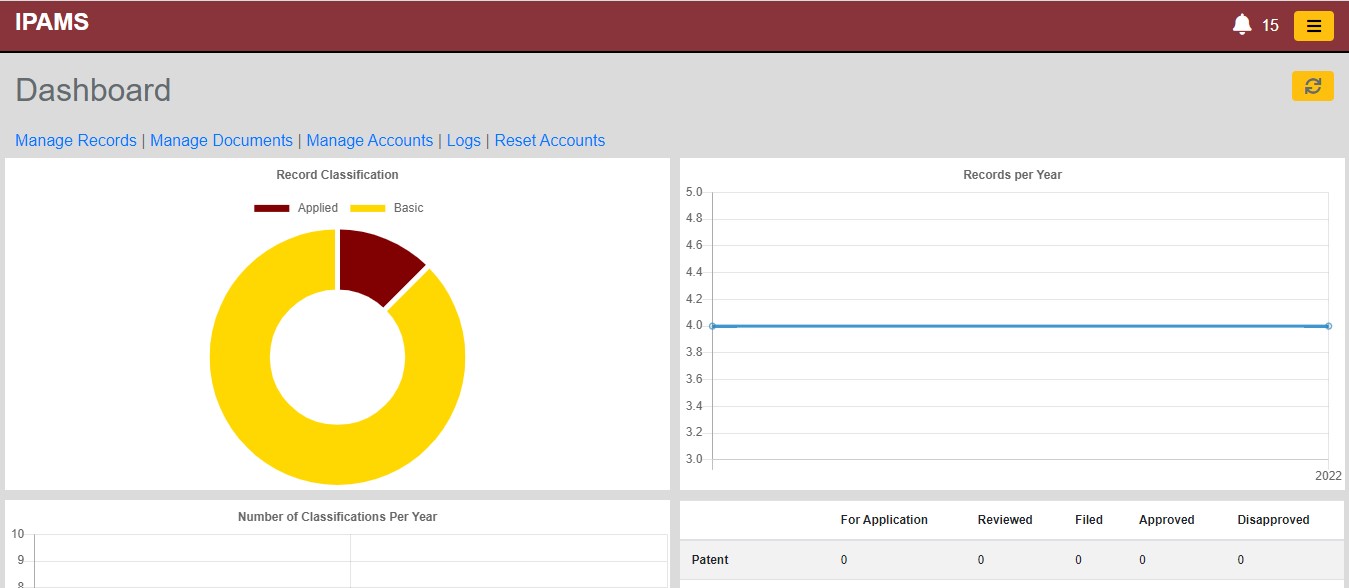 IPAMS
15
Dashboard
Manage Records | Manage Documents | Manage Accounts | Logs | Reset Accounts
Record Classification
Applied Basic
Records per Year
5.0
4.8
4.6
4.4
4.2
4.0
3.8
3.6
3.4
3.2
3.0
2022
Number of Classifications Per Year
10
9
8
For Application Reviewed Filed Approved Disapproved
Patent 0 0 0 0 0